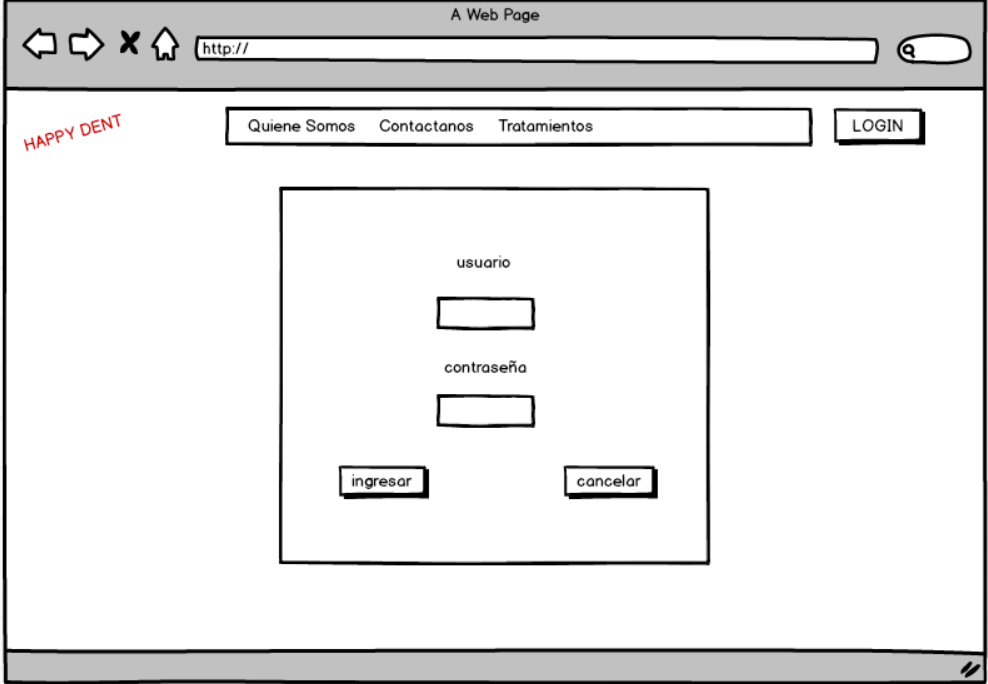 A Web Page
http://
HAPPY DENT
Quiene Somos Contactanos Tratamientos
LOGIN
usuario
contraseña
ingresar
cancelar